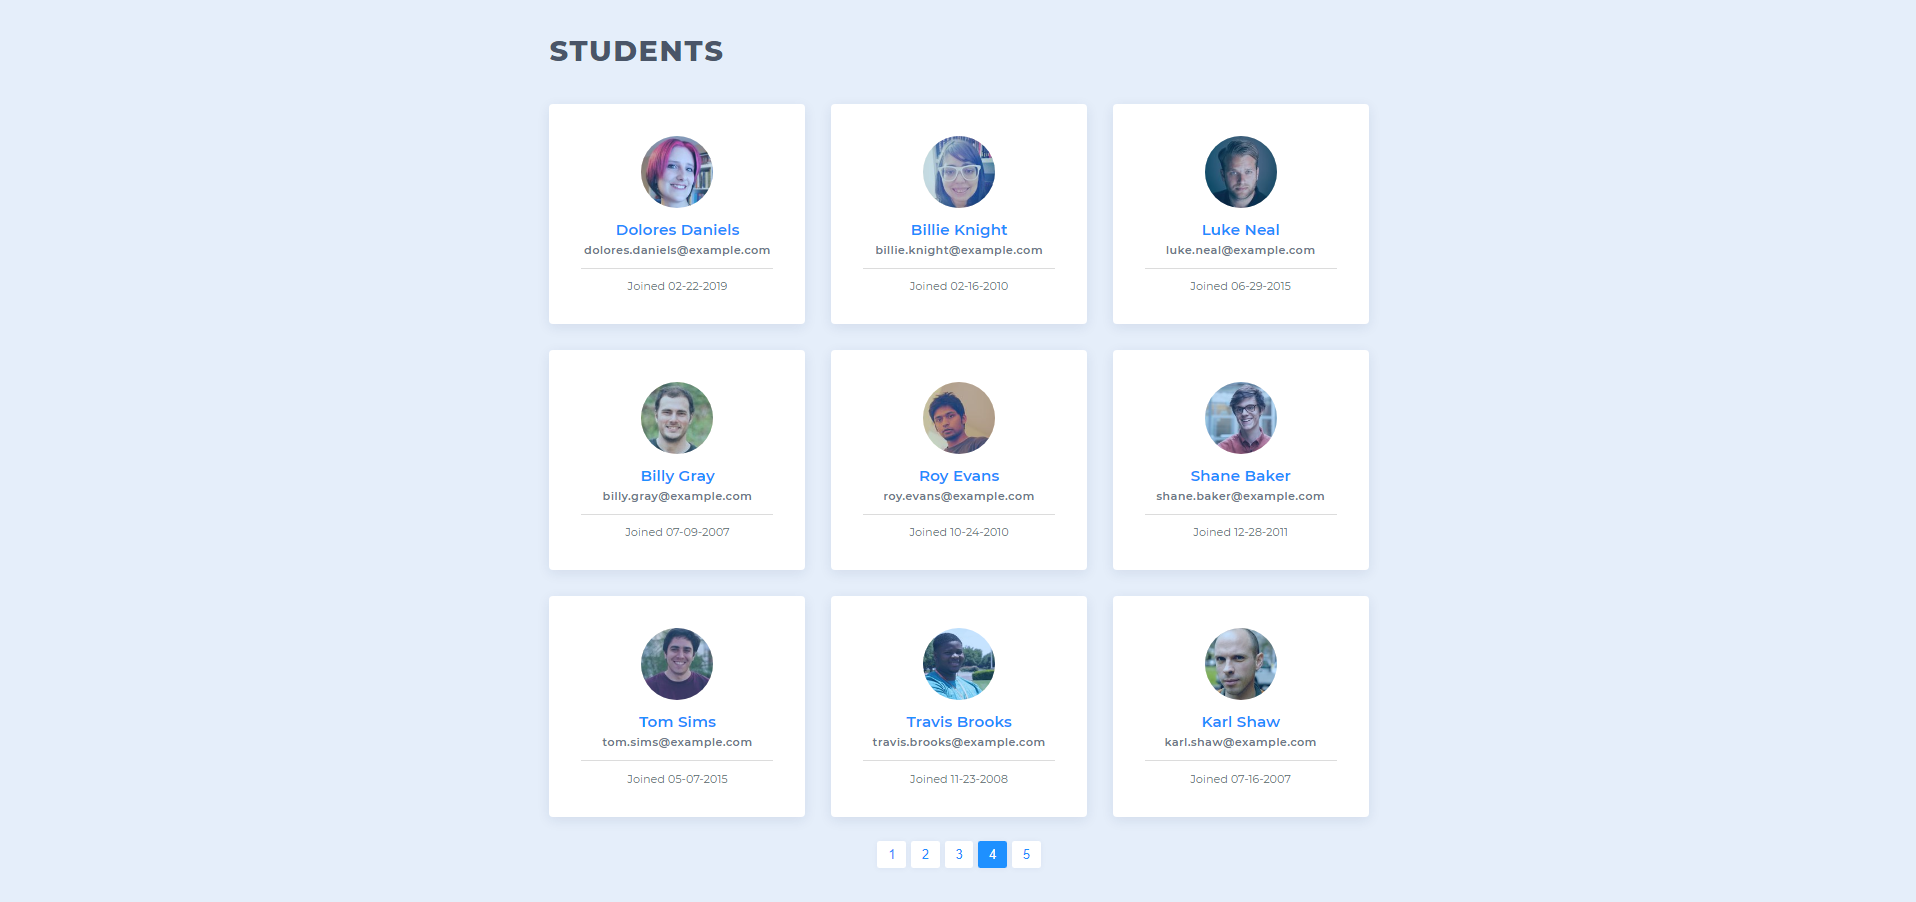 STUDENTS
Dolores Daniels
dolores.daniels@example.com
Joined 02-22-2019
Billie Knight
billie.knight@example.com
Joined 02-16-2010
Luke Neal
luke.neal@example.com
Joined 06-29-2015
Billy Gray
billy.gray@example.com
Joined 07-09-2007
Roy Evans
roy.evans@example.com
Joined 10-24-2010
Shane Baker
shane.baker@example.com
Joined 12-28-2011
Tom Sims
tom.sims@example.com
Joined 05-07-2015
Travis Brooks
travis.brooks@example.com
Joined 11-23-2008
Karl Shaw
karl.shaw@example.com
Joined 07-16-2007
1 2 3 4 5